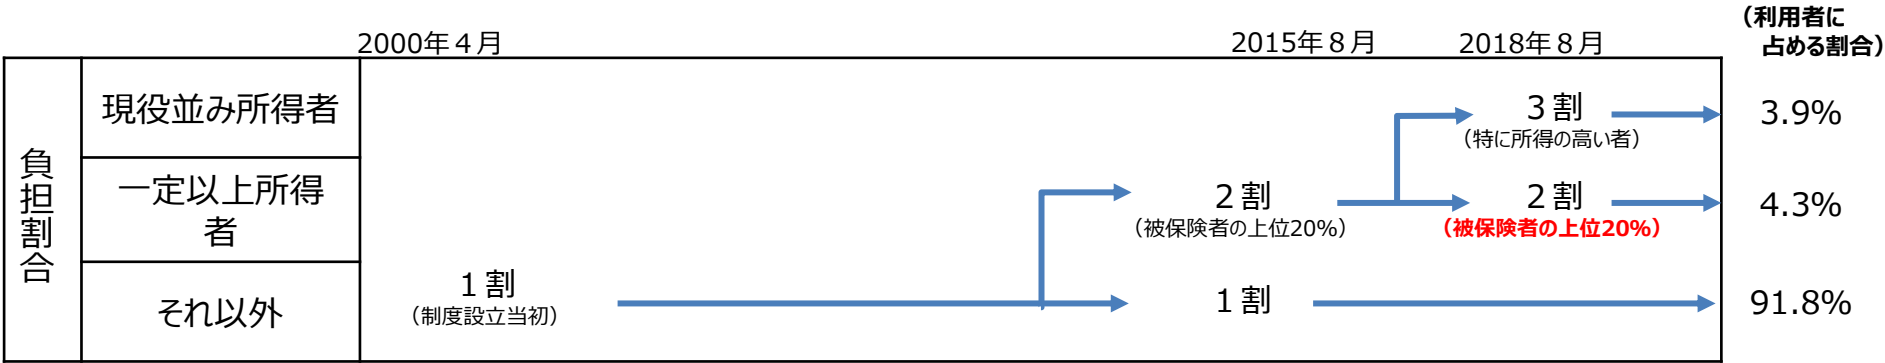 （利用者に
占める割合）
2000年４月
2015年８月
2018年８月
負担割合
現役並み所得者
３割
（特に所得の高い者）
3.9%
一定以上所得
者
２割
（被保険者の上位20%）
２割
（被保険者の上位20%）
4.3%
それ以外
１割
（制度設立当初）
１割
91.8%